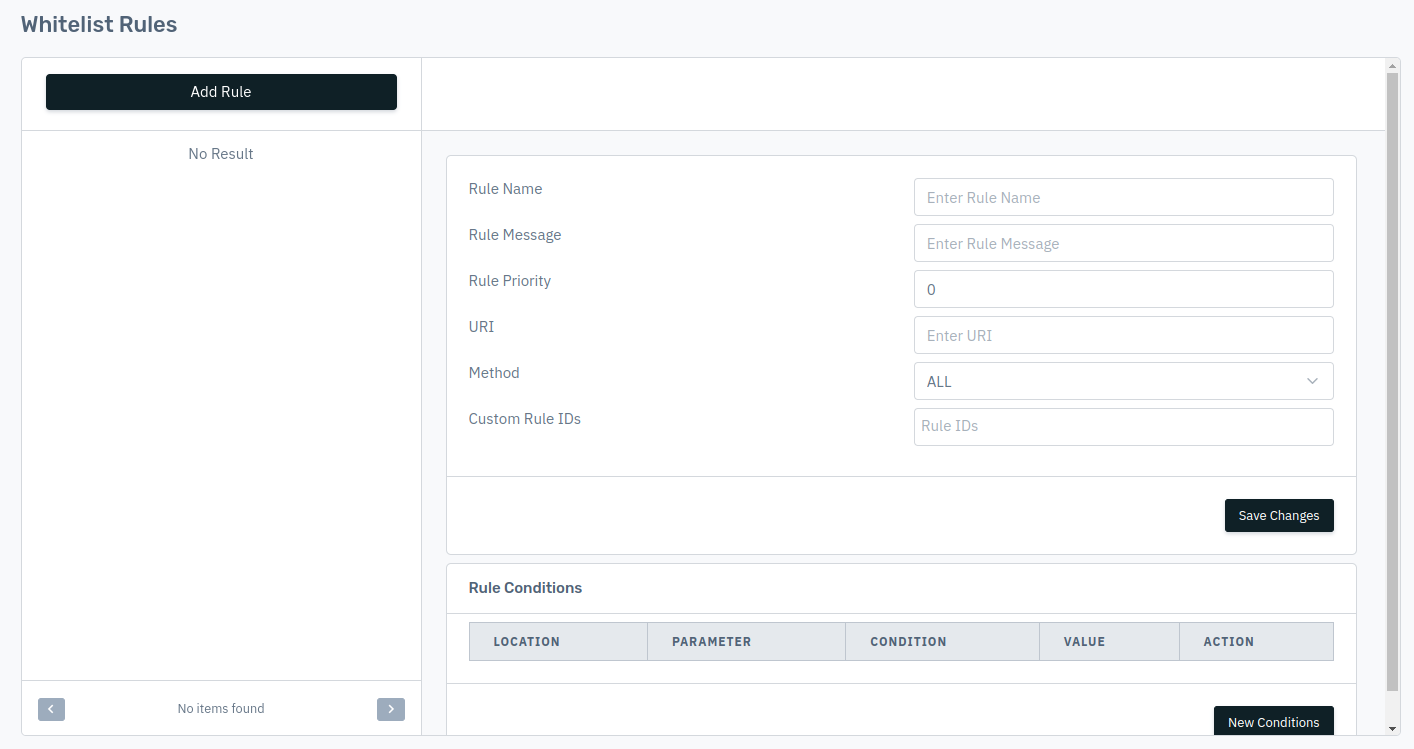 Whitelist Rules
Add Rule
No Result
No items found
Rule Name
Enter Rule Name
Rule Message
Enter Rule Message
Rule Priority
0
URI
Enter URI
Method
ALL
Custom Rule IDs
Rule IDs
Save Changes
Rule Conditions
LOCATION PARAMETER CONDITION VALUE ACTION
New Conditions